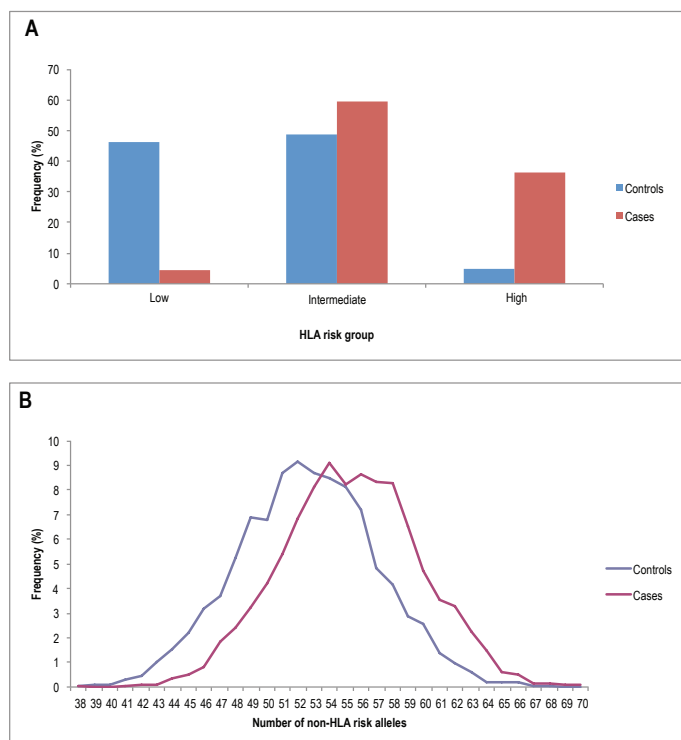 A
70
60
50
40
30
20
10
0
Frequency (%)
Low Intermediate High
HLA risk group
Controls
Cases
B
10
9
8
7
6
5
4
3
2
1
0
Frequency (%)
38 39 40 41 42 43 44 45 46 47 48 49 50 51 52 53 54 55 56 57 58 59 60 61 62 63 64 65 66 67 68 69 70
Number of non-HLA risk alleles
Controls
Cases